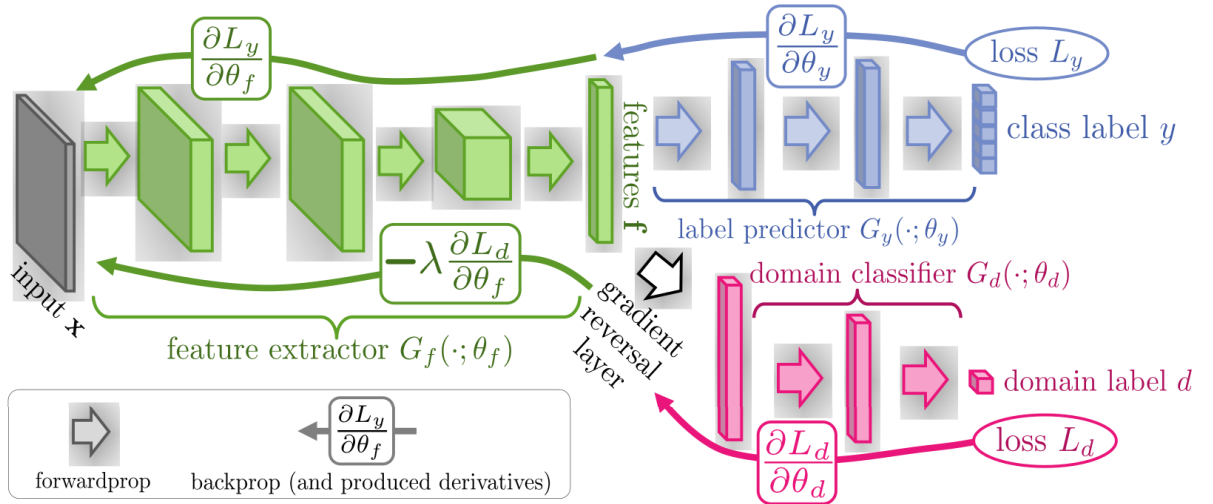 ∂L_y/∂θ_f
∂L_y/∂θ_y
loss L_y
features f
class label y
label predictor G_y(·; θ_y)
−λ ∂L_d/∂θ_f
input x
feature extractor G_f(·; θ_f)
gradient
reversal
layer
domain classifier G_d(·; θ_d)
domain label d
∂L_d/∂θ_d
loss L_d
∂L_y/∂θ_f
forwardprop
backprop (and produced derivatives)